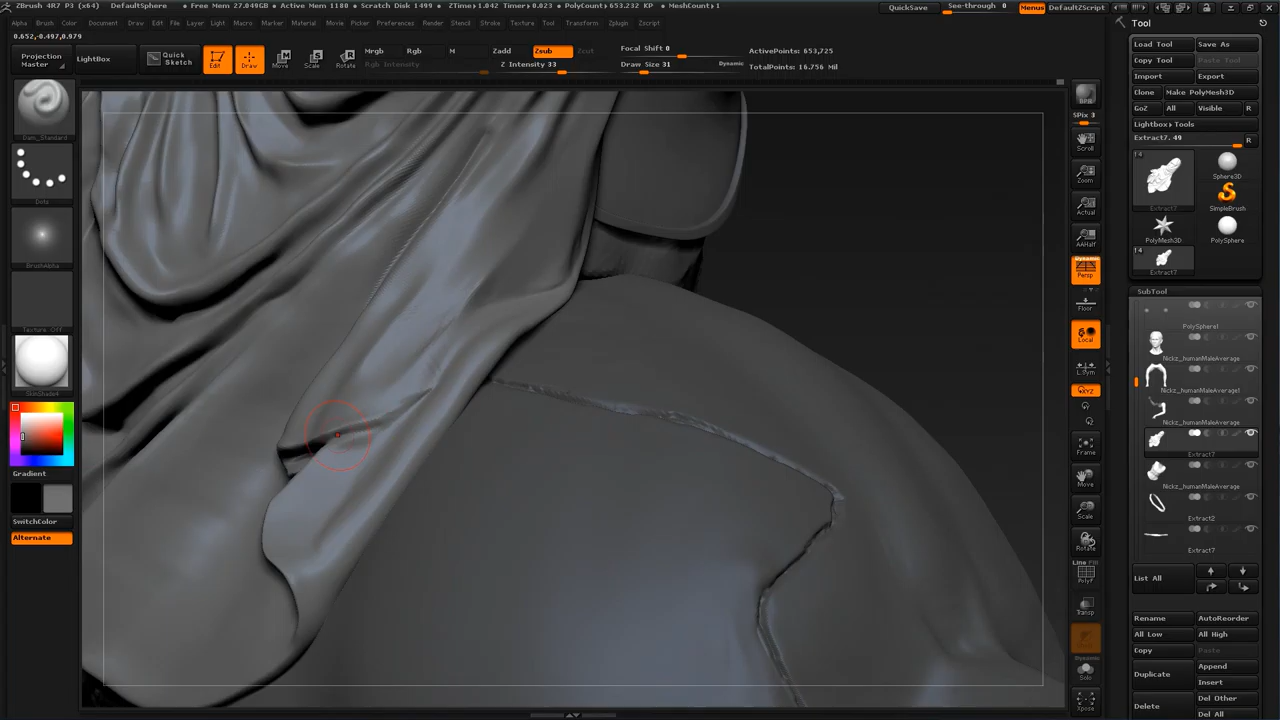 ZBrush 4R7 P3 (x64) DefaultSphere ● Free Mem 27.049GB ● Active Mem 1180 ● Scratch Disk 1499 ● ZTime▸1.042 Timer▸0.023 ● PolyCount▸653.232 KP ● MeshCount▸1 QuickSave See-through 0 Menus DefaultZScript
Alpha Brush Color Document Draw Edit File Layer Light Macro Marker Material Movie Picker Preferences Render Stencil Stroke Texture Tool Transform Zplugin Zscript
0.652,-0.497,0.979
Projection Master
LightBox
Quick Sketch
Edit
Draw
Move
Scale
Rotate
Mrgb Rgb M
Rgb Intensity
Zadd Zsub Zcut
Z Intensity 33
Focal Shift 0
Draw Size 31
Dynamic
ActivePoints: 653,725
TotalPoints: 16.756 Mil
Dam_Standard
Dots
BrushAlpha
Texture Off
SkinShade4
Gradient
SwitchColor
Alternate
BPR
SPix 3
Scroll
Zoom
Actual
AAHalf
Dynamic
Persp
Floor
Local
L.Sym
XYZ
Frame
Move
Scale
Rotate
Line Fill
PolyF
Transp
Dynamic
Solo
Xpose
Tool
Load Tool Save As
Copy Tool Paste Tool
Import Export
Clone Make PolyMesh3D
GoZ All Visible R
Lightbox▸Tools
Extract7. 49 R
14
Extract7
Sphere3D
SimpleBrush
PolyMesh3D
PolySphere
14
Extract7
SubTool
PolySphere1
Nickz_humanMaleAverage
Nickz_humanMaleAverage1
Nickz_humanMaleAverage
Extract7
Nickz_humanMaleAverage
Extract2
Extract7
List All
Rename AutoReorder
All Low All High
Copy Paste
Duplicate Append
Insert
Delete Del Other
Del All